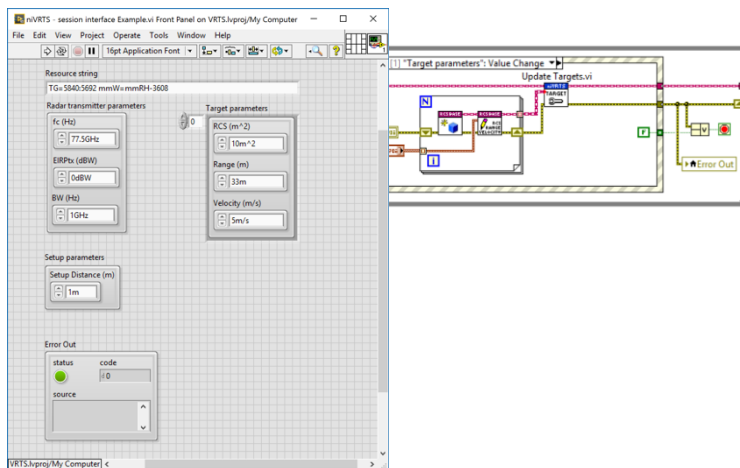 niVRTS - session interface Example.vi Front Panel on VRTS.lvproj/My Computer
File Edit View Project Operate Tools Window Help
16pt Application Font
Resource string
TG=5840:5692 mmW=mmRH-3608
Radar transmitter parameters
fc (Hz)
77.5GHz
EIRPtx (dBW)
0dBW
BW (Hz)
1GHz
0
Target parameters
RCS (m^2)
10m^2
Range (m)
33m
Velocity (m/s)
5m/s
Setup parameters
Setup Distance (m)
1m
Error Out
status code
0
source
VRTS.lvproj/My Computer
[1] "Target parameters": Value Change
Update Targets.vi
N
niVRTS
TARGET
RCS
RANGE
VELOCITY
i
F
V
Error Out